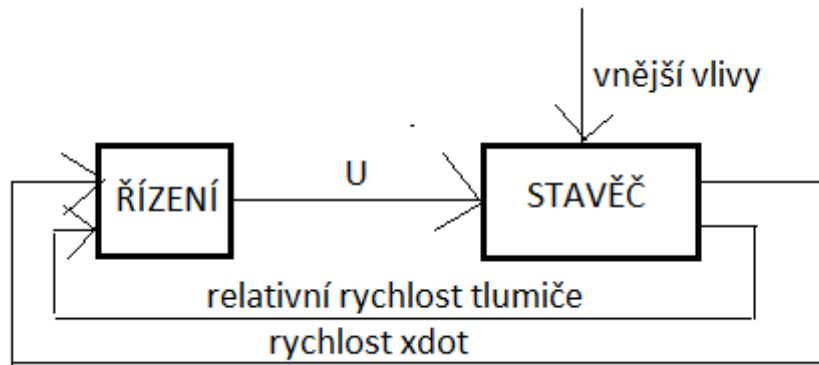 vnější vlivy
U
ŘÍZENÍ
STAVĚČ
relativní rychlost tlumiče
rychlost xdot